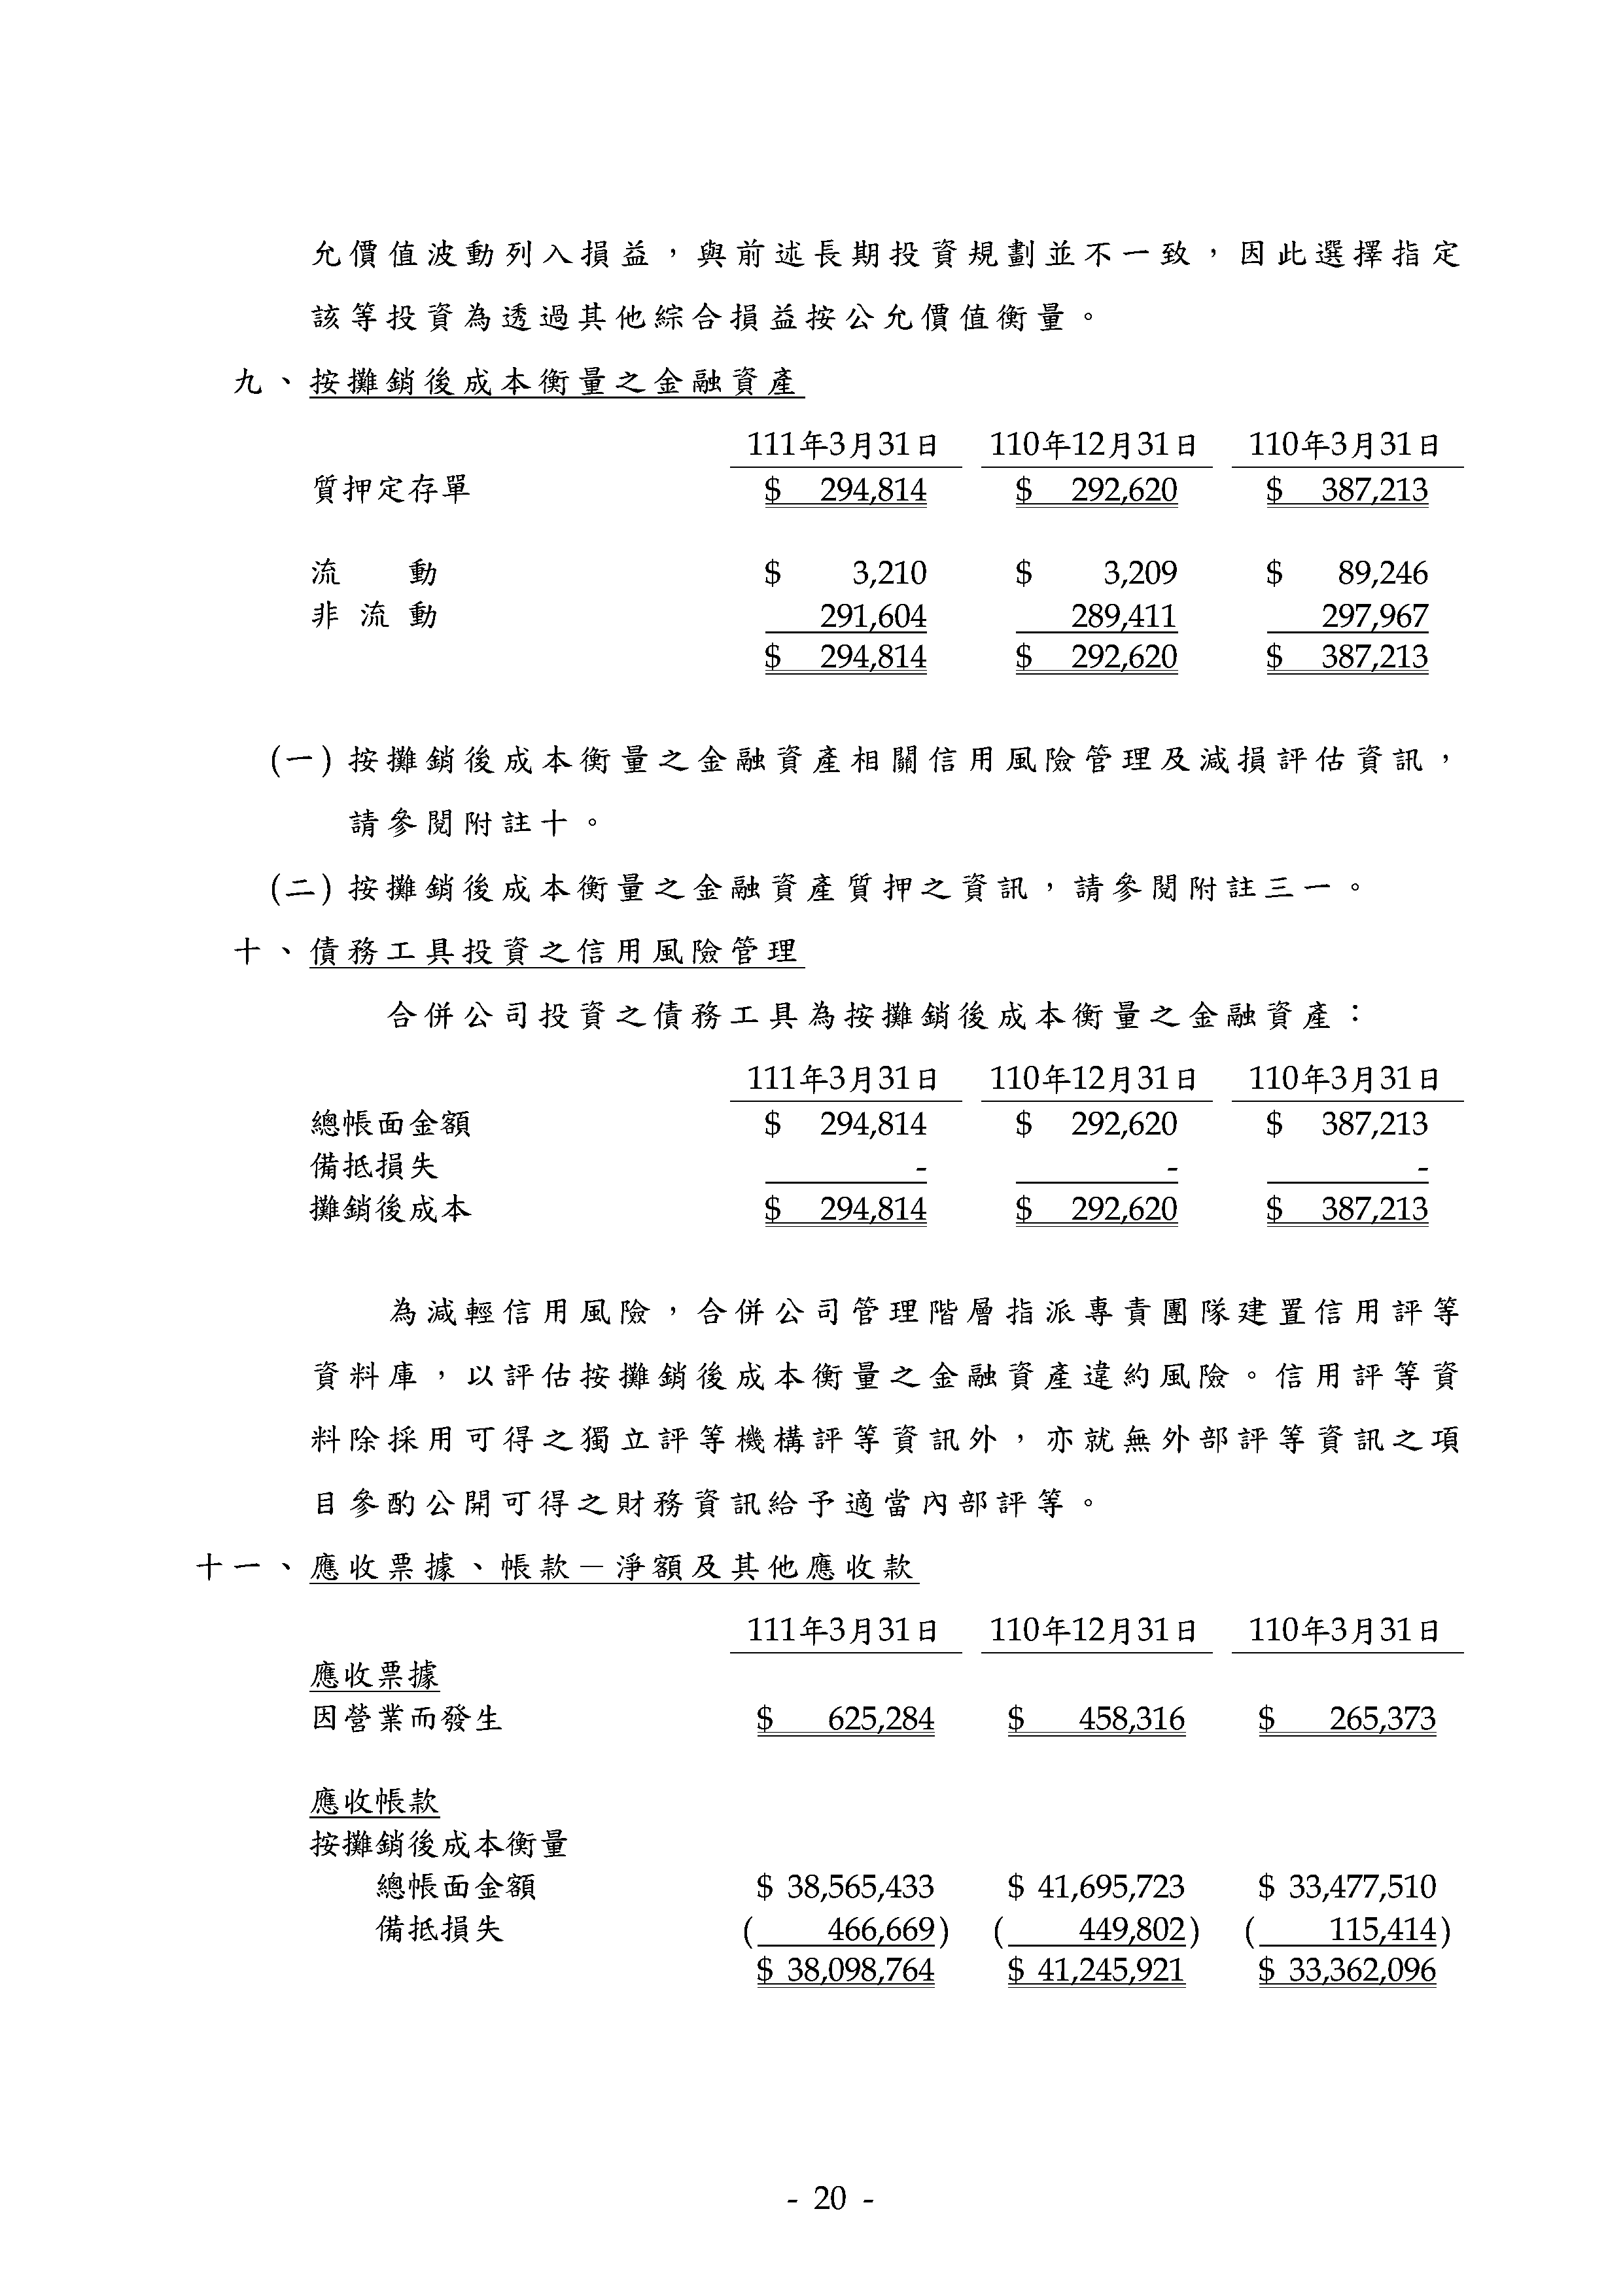 允價值波動列入損益，與前述長期投資規劃並不一致，因此選擇指定
該等投資為透過其他綜合損益按公允價值衡量。
九、按攤銷後成本衡量之金融資產
111年3月31日 110年12月31日 110年3月31日
質押定存單 $ 294,814 $ 292,620 $ 387,213
流動 $ 3,210 $ 3,209 $ 89,246
非流動 291,604 289,411 297,967
$ 294,814 $ 292,620 $ 387,213
(一) 按攤銷後成本衡量之金融資產相關信用風險管理及減損評估資訊，
請參閱附註十。
(二) 按攤銷後成本衡量之金融資產質押之資訊，請參閱附註三一。
十、債務工具投資之信用風險管理
合併公司投資之債務工具為按攤銷後成本衡量之金融資產：
111年3月31日 110年12月31日 110年3月31日
總帳面金額 $ 294,814 $ 292,620 $ 387,213
備抵損失 - - -
攤銷後成本 $ 294,814 $ 292,620 $ 387,213
為減輕信用風險，合併公司管理階層指派專責團隊建置信用評等
資料庫，以評估按攤銷後成本衡量之金融資產違約風險。信用評等資
料除採用可得之獨立評等機構評等資訊外，亦就無外部評等資訊之項
目參酌公開可得之財務資訊給予適當內部評等。
十一、應收票據、帳款－淨額及其他應收款
111年3月31日 110年12月31日 110年3月31日
應收票據
因營業而發生 $ 625,284 $ 458,316 $ 265,373
應收帳款
按攤銷後成本衡量
總帳面金額 $ 38,565,433 $ 41,695,723 $ 33,477,510
備抵損失 ( 466,669) ( 449,802) ( 115,414)
$ 38,098,764 $ 41,245,921 $ 33,362,096
- 20 -